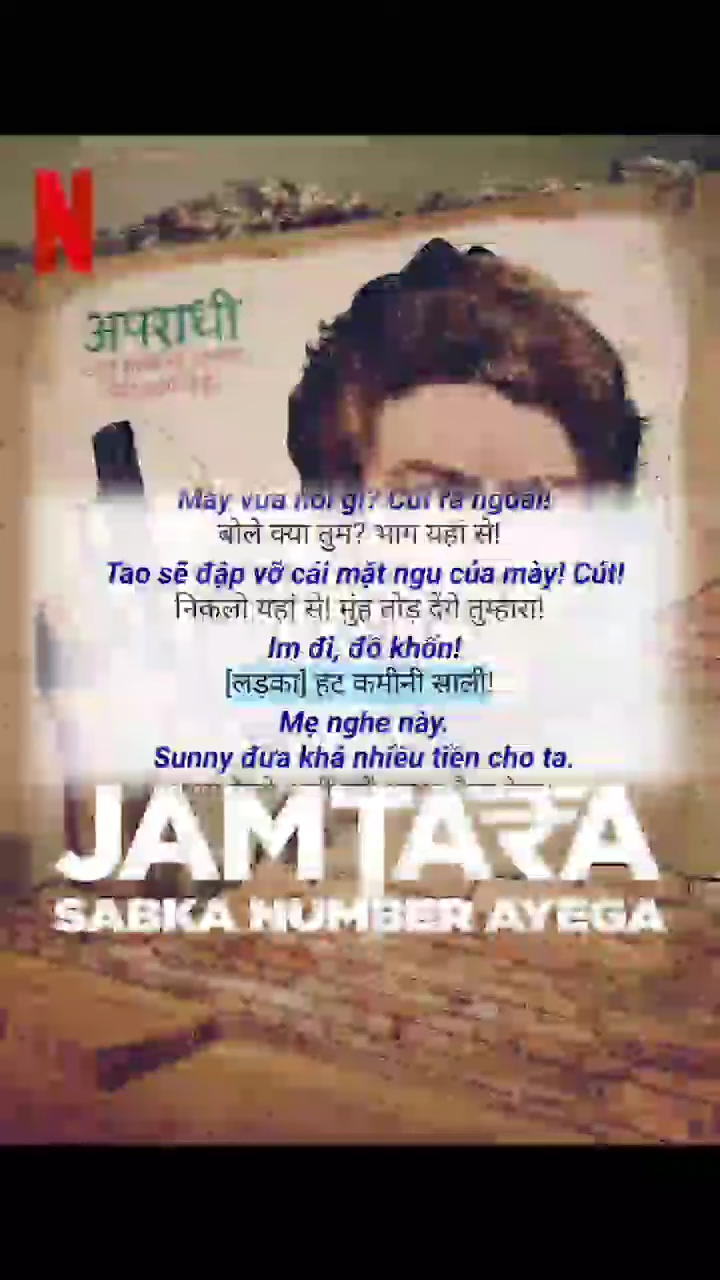 N
अपराधी
Mày vừa nói gì? Cút ra ngoài!
बोले क्या तुम? भाग यहां से!
Tao sẽ đập vỡ cái mặt ngu của mày! Cút!
निकलो यहां से! मुंह तोड़ देंगे तुम्हारा!
Im đi, đồ khốn!
[लड़का] हट कमीनी साली!
Mẹ nghe này.
Sunny đưa khá nhiều tiền cho ta.
JAMTARA
SABKA NUMBER AYEGA